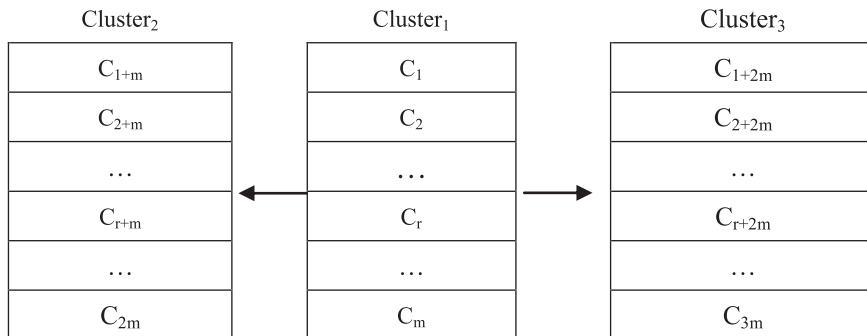 Cluster₂ Cluster₁ Cluster₃
C₁₊ₘ C₁ C₁₊₂ₘ
C₂₊ₘ C₂ C₂₊₂ₘ
... ... ...
Cᵣ₊ₘ Cᵣ Cᵣ₊₂ₘ
... ... ...
C₂ₘ Cₘ C₃ₘ